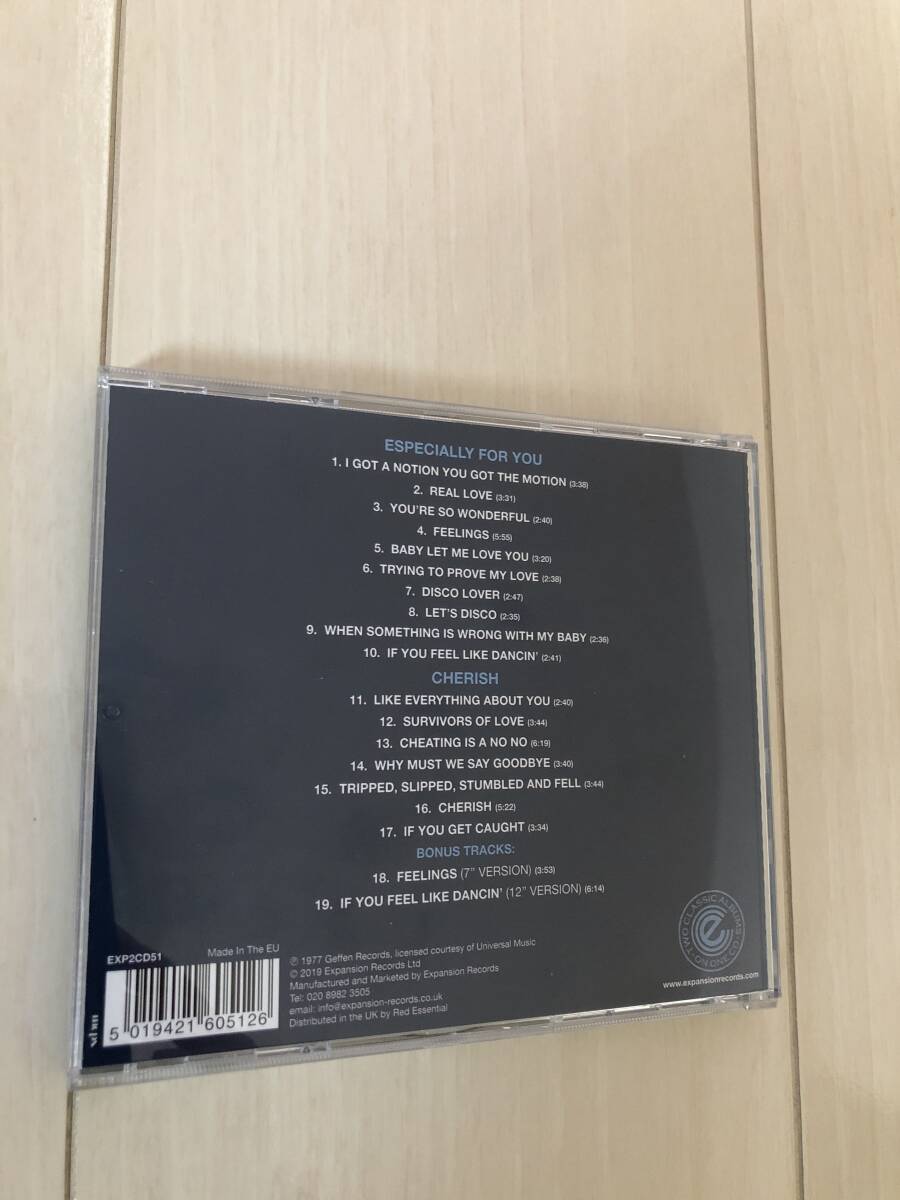 ESPECIALLY FOR YOU
1. I GOT A NOTION YOU GOT THE MOTION (3:38)
2. REAL LOVE (3:31)
3. YOU'RE SO WONDERFUL (2:40)
4. FEELINGS (5:55)
5. BABY LET ME LOVE YOU (3:20)
6. TRYING TO PROVE MY LOVE (2:38)
7. DISCO LOVER (2:47)
8. LET'S DISCO (2:35)
9. WHEN SOMETHING IS WRONG WITH MY BABY (2:36)
10. IF YOU FEEL LIKE DANCIN' (2:41)
CHERISH
11. LIKE EVERYTHING ABOUT YOU (2:40)
12. SURVIVORS OF LOVE (3:44)
13. CHEATING IS A NO NO (6:19)
14. WHY MUST WE SAY GOODBYE (3:40)
15. TRIPPED, SLIPPED, STUMBLED AND FELL (3:44)
16. CHERISH (5:22)
17. IF YOU GET CAUGHT (3:34)
BONUS TRACKS:
18. FEELINGS (7" VERSION) (3:53)
19. IF YOU FEEL LIKE DANCIN' (12" VERSION) (6:14)
EXP2CD51
Made In The EU
5 019421 605126
℗ 1977 Geffen Records, licensed courtesy of Universal Music
© 2019 Expansion Records Ltd
Manufactured and Marketed by Expansion Records
Tel: 020 8982 3505
email: info@expansion-records.co.uk
Distributed in the UK by Red Essential
TWO CLASSIC ALBUMS
ON ONE CD
www.expansionrecords.com